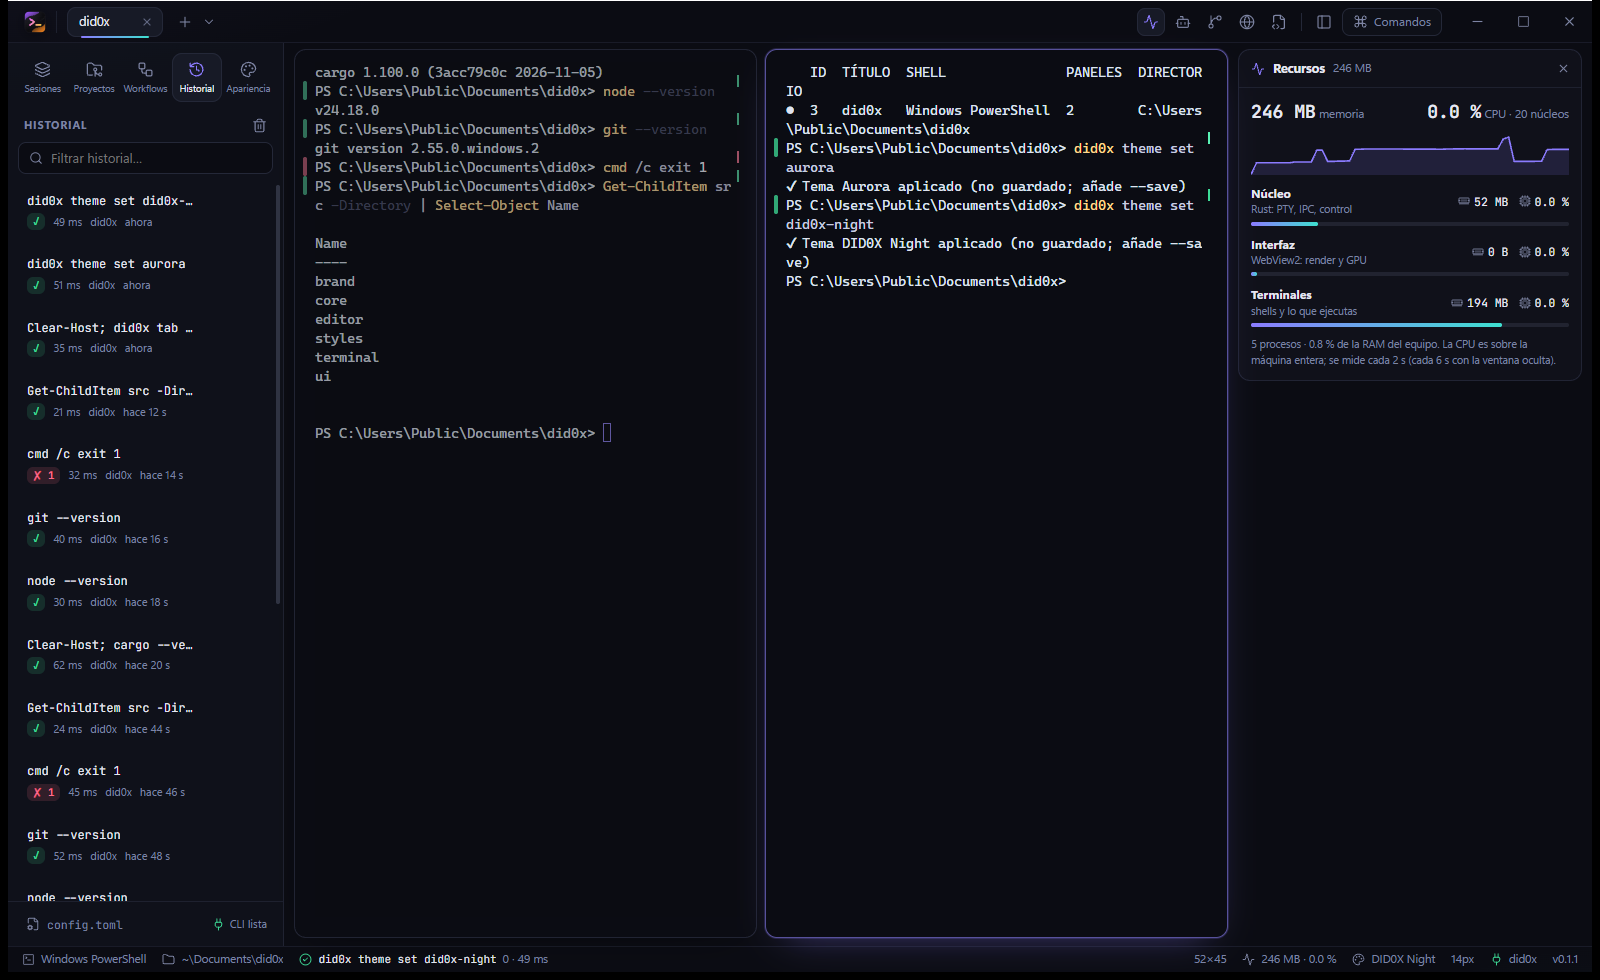 did0x
Comandos
Sesiones Proyectos Workflows Historial Apariencia
HISTORIAL
Filtrar historial...
did0x theme set did0x-…
49 ms did0x ahora
did0x theme set aurora
51 ms did0x ahora
Clear-Host; did0x tab …
35 ms did0x ahora
Get-ChildItem src -Dir…
21 ms did0x hace 12 s
cmd /c exit 1
✗ 1 32 ms did0x hace 14 s
git --version
40 ms did0x hace 16 s
node --version
30 ms did0x hace 18 s
Clear-Host; cargo --ve…
62 ms did0x hace 20 s
Get-ChildItem src -Dir…
24 ms did0x hace 44 s
cmd /c exit 1
✗ 1 45 ms did0x hace 46 s
git --version
52 ms did0x hace 48 s
node --version
config.toml CLI lista
cargo 1.100.0 (3acc79c0c 2026-11-05)
PS C:\Users\Public\Documents\did0x> node --version
v24.18.0
PS C:\Users\Public\Documents\did0x> git --version
git version 2.55.0.windows.2
PS C:\Users\Public\Documents\did0x> cmd /c exit 1
PS C:\Users\Public\Documents\did0x> Get-ChildItem sr
c -Directory | Select-Object Name
Name
----
brand
core
editor
styles
terminal
ui
PS C:\Users\Public\Documents\did0x>
ID TÍTULO SHELL PANELES DIRECTOR
IO
● 3 did0x Windows PowerShell 2 C:\Users
\Public\Documents\did0x
PS C:\Users\Public\Documents\did0x> did0x theme set
aurora
✓ Tema Aurora aplicado (no guardado; añade --save)
PS C:\Users\Public\Documents\did0x> did0x theme set
did0x-night
✓ Tema DID0X Night aplicado (no guardado; añade --sa
ve)
PS C:\Users\Public\Documents\did0x>
Recursos 246 MB
246 MB memoria 0.0 % CPU · 20 núcleos
Núcleo 52 MB 0.0 %
Rust: PTY, IPC, control
Interfaz 0 B 0.0 %
WebView2: render y GPU
Terminales 194 MB 0.0 %
shells y lo que ejecutas
5 procesos · 0.8 % de la RAM del equipo. La CPU es sobre la
máquina entera; se mide cada 2 s (cada 6 s con la ventana oculta).
Windows PowerShell ~\Documents\did0x did0x theme set did0x-night 0 · 49 ms 52×45 246 MB · 0.0 % DID0X Night 14px did0x v0.1.1